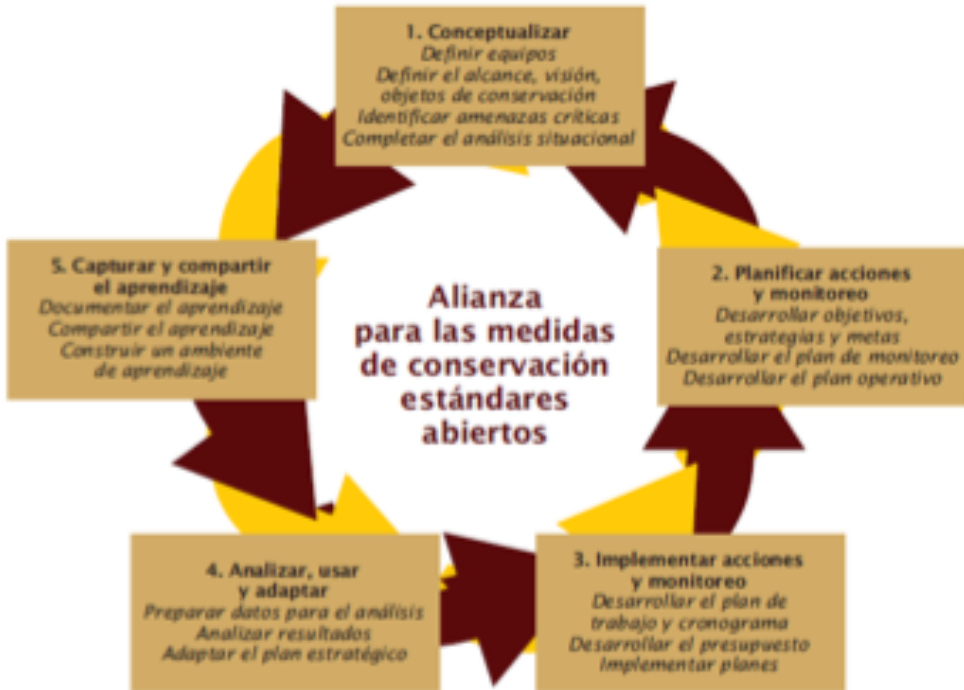 1. Conceptualizar
Definir equipos
Definir el alcance, visión,
objetos de conservación
Identificar amenazas críticas
Completar el análisis situacional
2. Planificar acciones
y monitoreo
Desarrollar objetivos,
estrategias y metas
Desarrollar el plan de monitoreo
Desarrollar el plan operativo
3. Implementar acciones
y monitoreo
Desarrollar el plan de
trabajo y cronograma
Desarrollar el presupuesto
Implementar planes
4. Analizar, usar
y adaptar
Preparar datos para el análisis
Analizar resultados
Adaptar el plan estratégico
5. Capturar y compartir
el aprendizaje
Documentar el aprendizaje
Compartir el aprendizaje
Construir un ambiente
de aprendizaje
Alianza
para las medidas
de conservación
estándares
abiertos